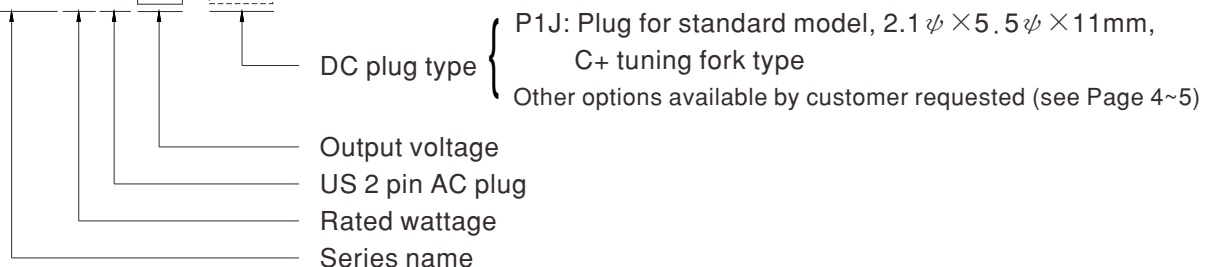 P1J: Plug for standard model, 2.1ψ×5.5ψ×11mm,
C+ tuning fork type
DC plug type
Other options available by customer requested (see Page 4~5)
Output voltage
US 2 pin AC plug
Rated wattage
Series name